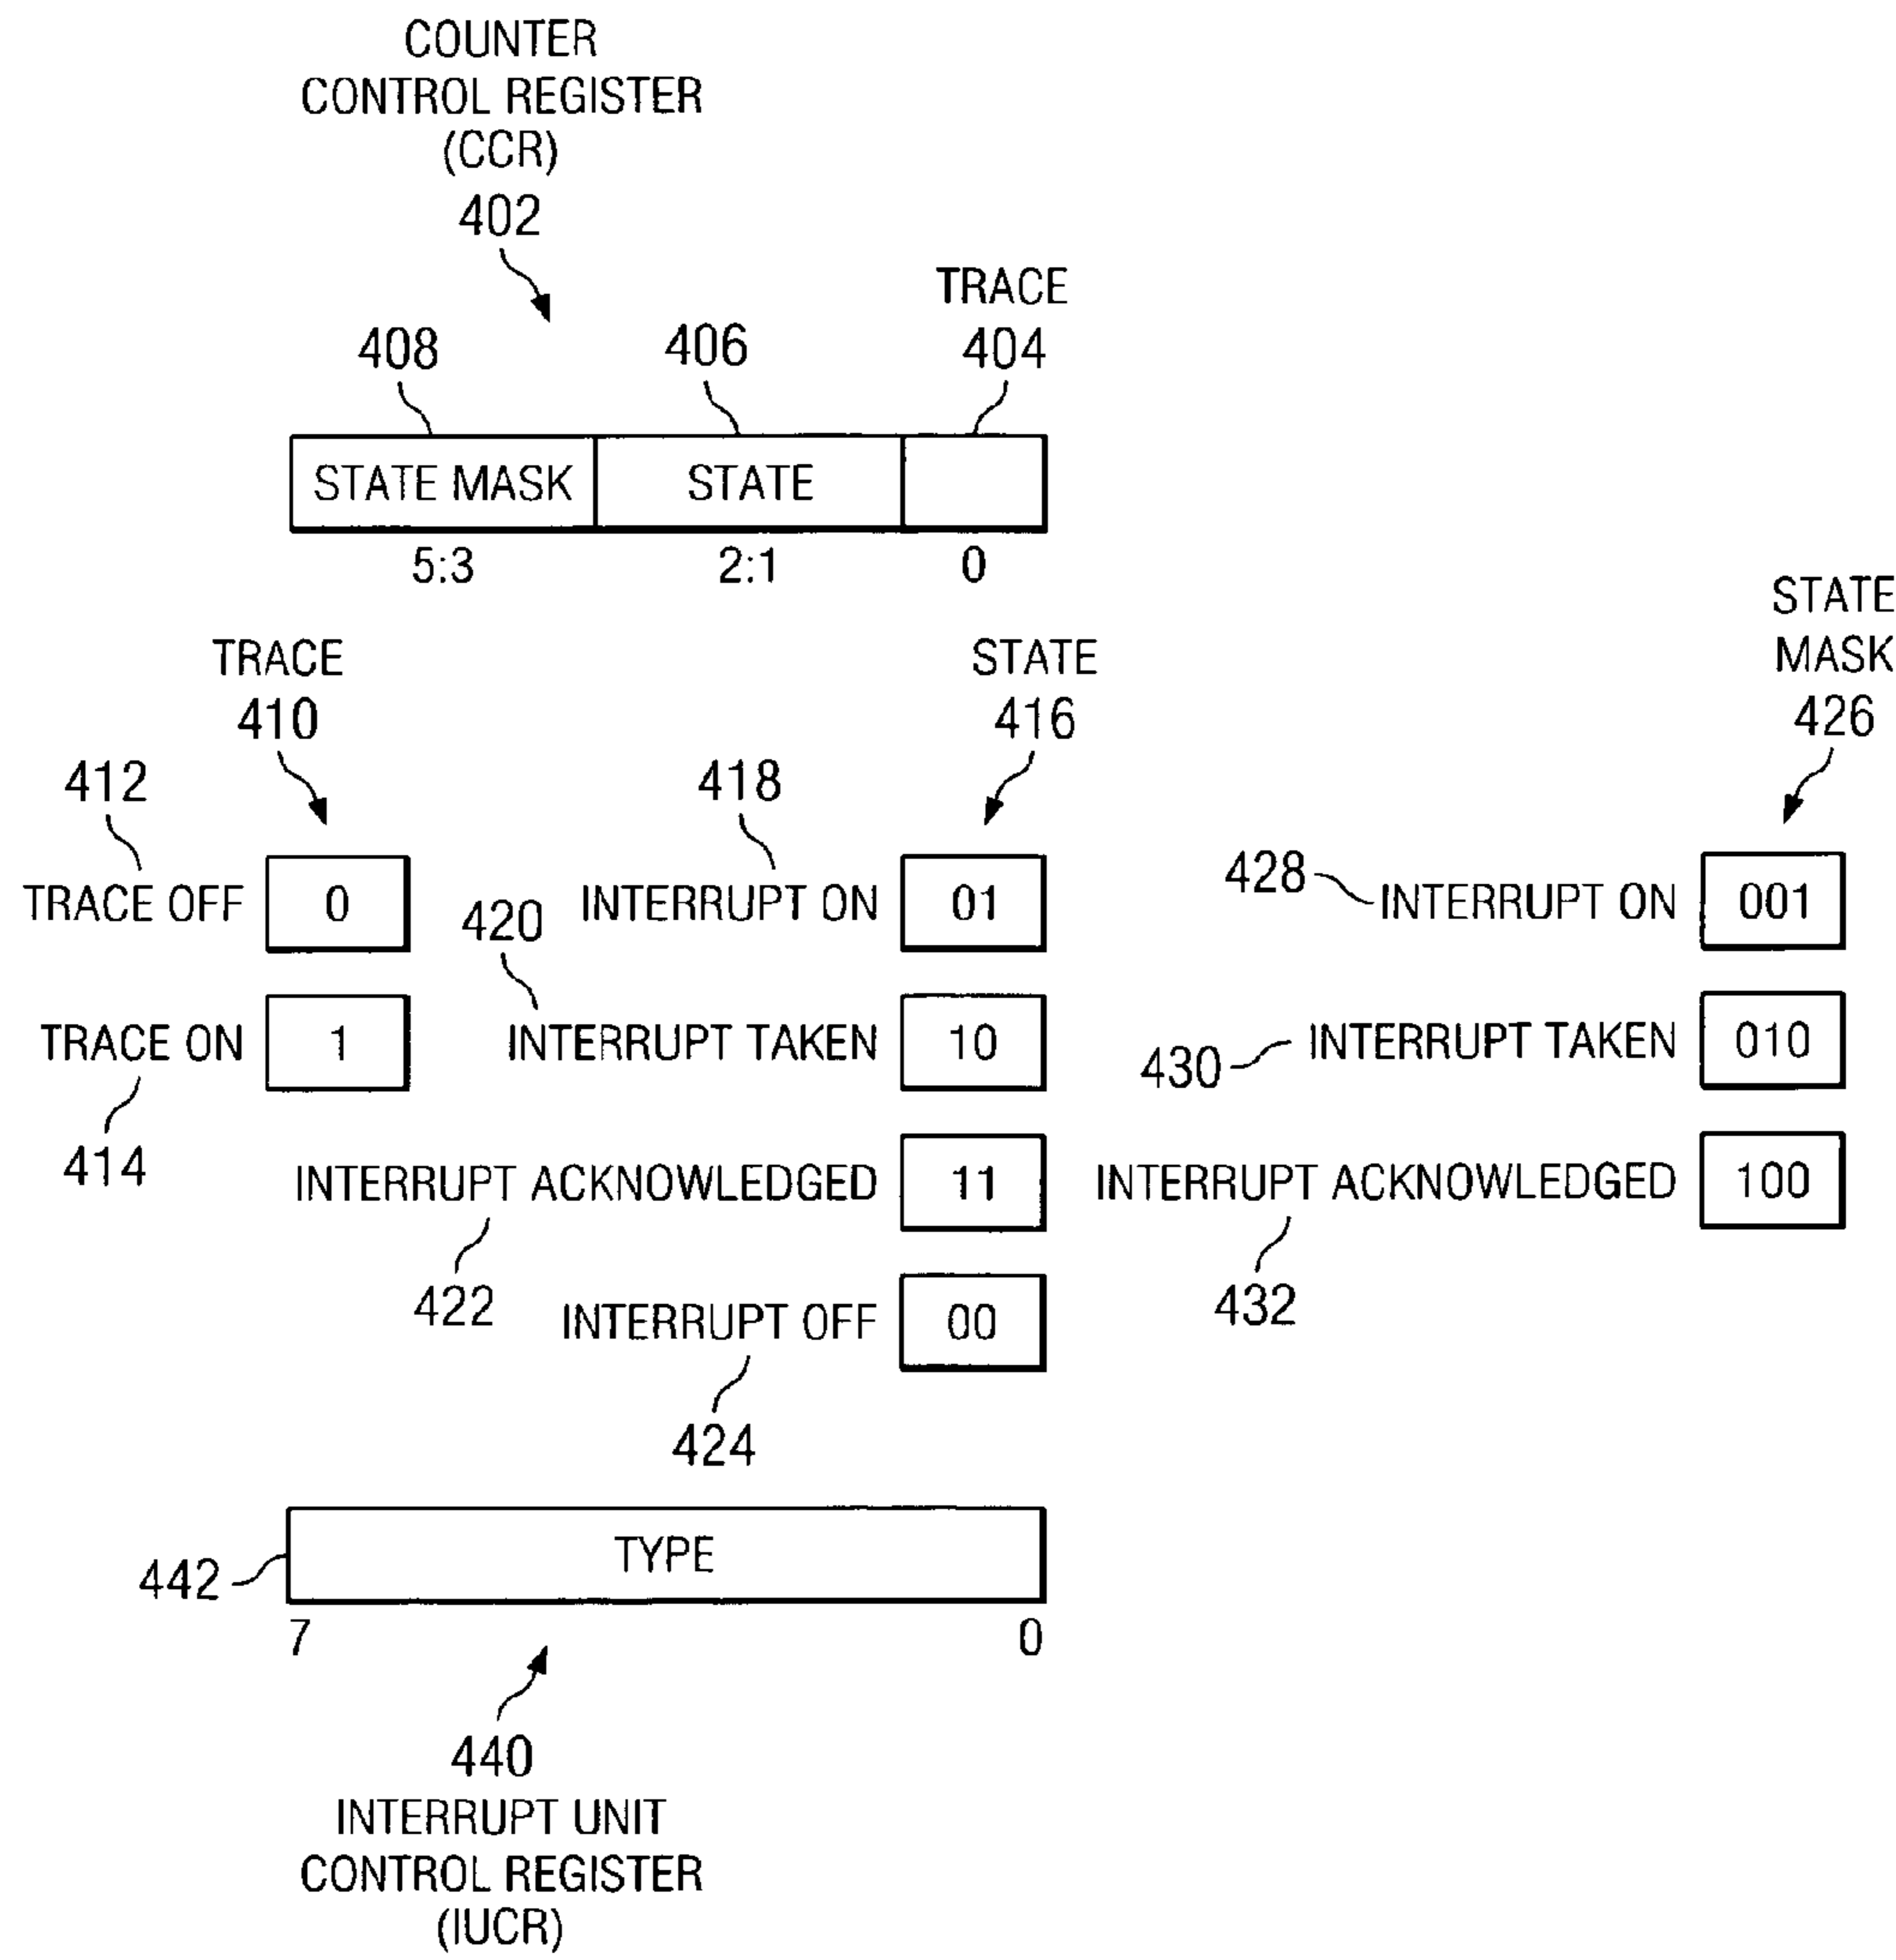 COUNTER
CONTROL REGISTER
(CCR)
402
TRACE
408
406
404
STATE MASK
STATE
5:3
2:1
0
TRACE
410
STATE
416
STATE
MASK
426
412
418
TRACE OFF
0
420
INTERRUPT ON
01
428
INTERRUPT ON
001
TRACE ON
1
INTERRUPT TAKEN
10
430
INTERRUPT TAKEN
010
414
INTERRUPT ACKNOWLEDGED
11
INTERRUPT ACKNOWLEDGED
100
422
INTERRUPT OFF
00
432
424
442
TYPE
7
0
440
INTERRUPT UNIT
CONTROL REGISTER
(IUCR)